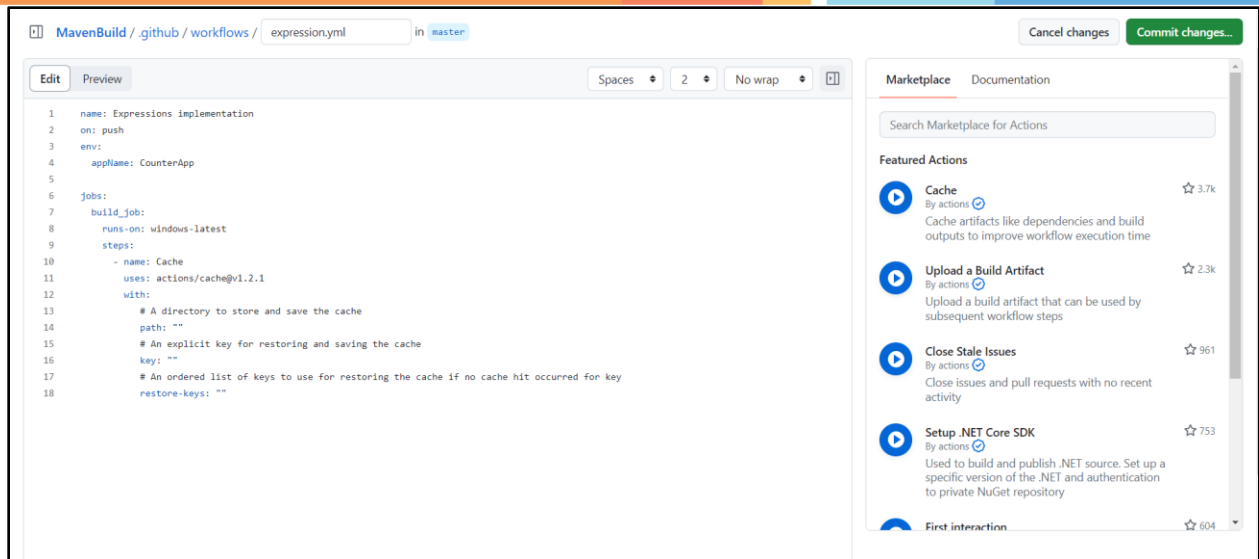 MavenBuild / .github / workflows / expression.yml in master
Cancel changes
Commit changes...
Edit
Preview
Spaces
2
No wrap
1 name: Expressions implementation
2 on: push
3 env:
4 appName: CounterApp
5
6 jobs:
7 build_job:
8 runs-on: windows-latest
9 steps:
10 - name: Cache
11 uses: actions/cache@v1.2.1
12 with:
13 # A directory to store and save the cache
14 path: ""
15 # An explicit key for restoring and saving the cache
16 key: ""
17 # An ordered list of keys to use for restoring the cache if no cache hit occurred for key
18 restore-keys: ""
Marketplace
Documentation
Search Marketplace for Actions
Featured Actions
Cache
3.7k
By actions
Cache artifacts like dependencies and build
outputs to improve workflow execution time
Upload a Build Artifact
2.3k
By actions
Upload a build artifact that can be used by
subsequent workflow steps
Close Stale Issues
961
By actions
Close issues and pull requests with no recent
activity
Setup .NET Core SDK
753
By actions
Used to build and publish .NET source. Set up a
specific version of the .NET and authentication
to private NuGet repository
First interaction
604